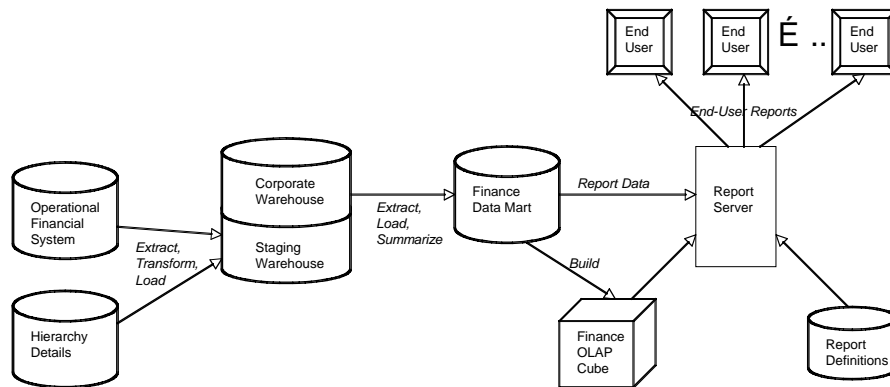 End
User
End
User
É ..
End
User
End-User Reports
Operational
Financial
System
Hierarchy
Details
Extract,
Transform,
Load
Corporate
Warehouse
Staging
Warehouse
Extract,
Load,
Summarize
Finance
Data Mart
Report Data
Build
Finance
OLAP
Cube
Report
Server
Report
Definitions